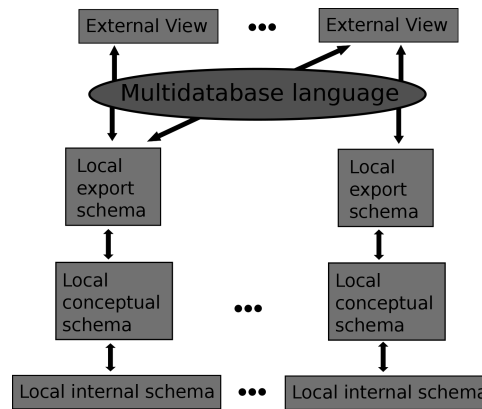 External View ••• External View
Multidatabase language
Local
export
schema
Local
export
schema
Local
conceptual
schema
•••
Local
conceptual
schema
Local internal schema ••• Local internal schema